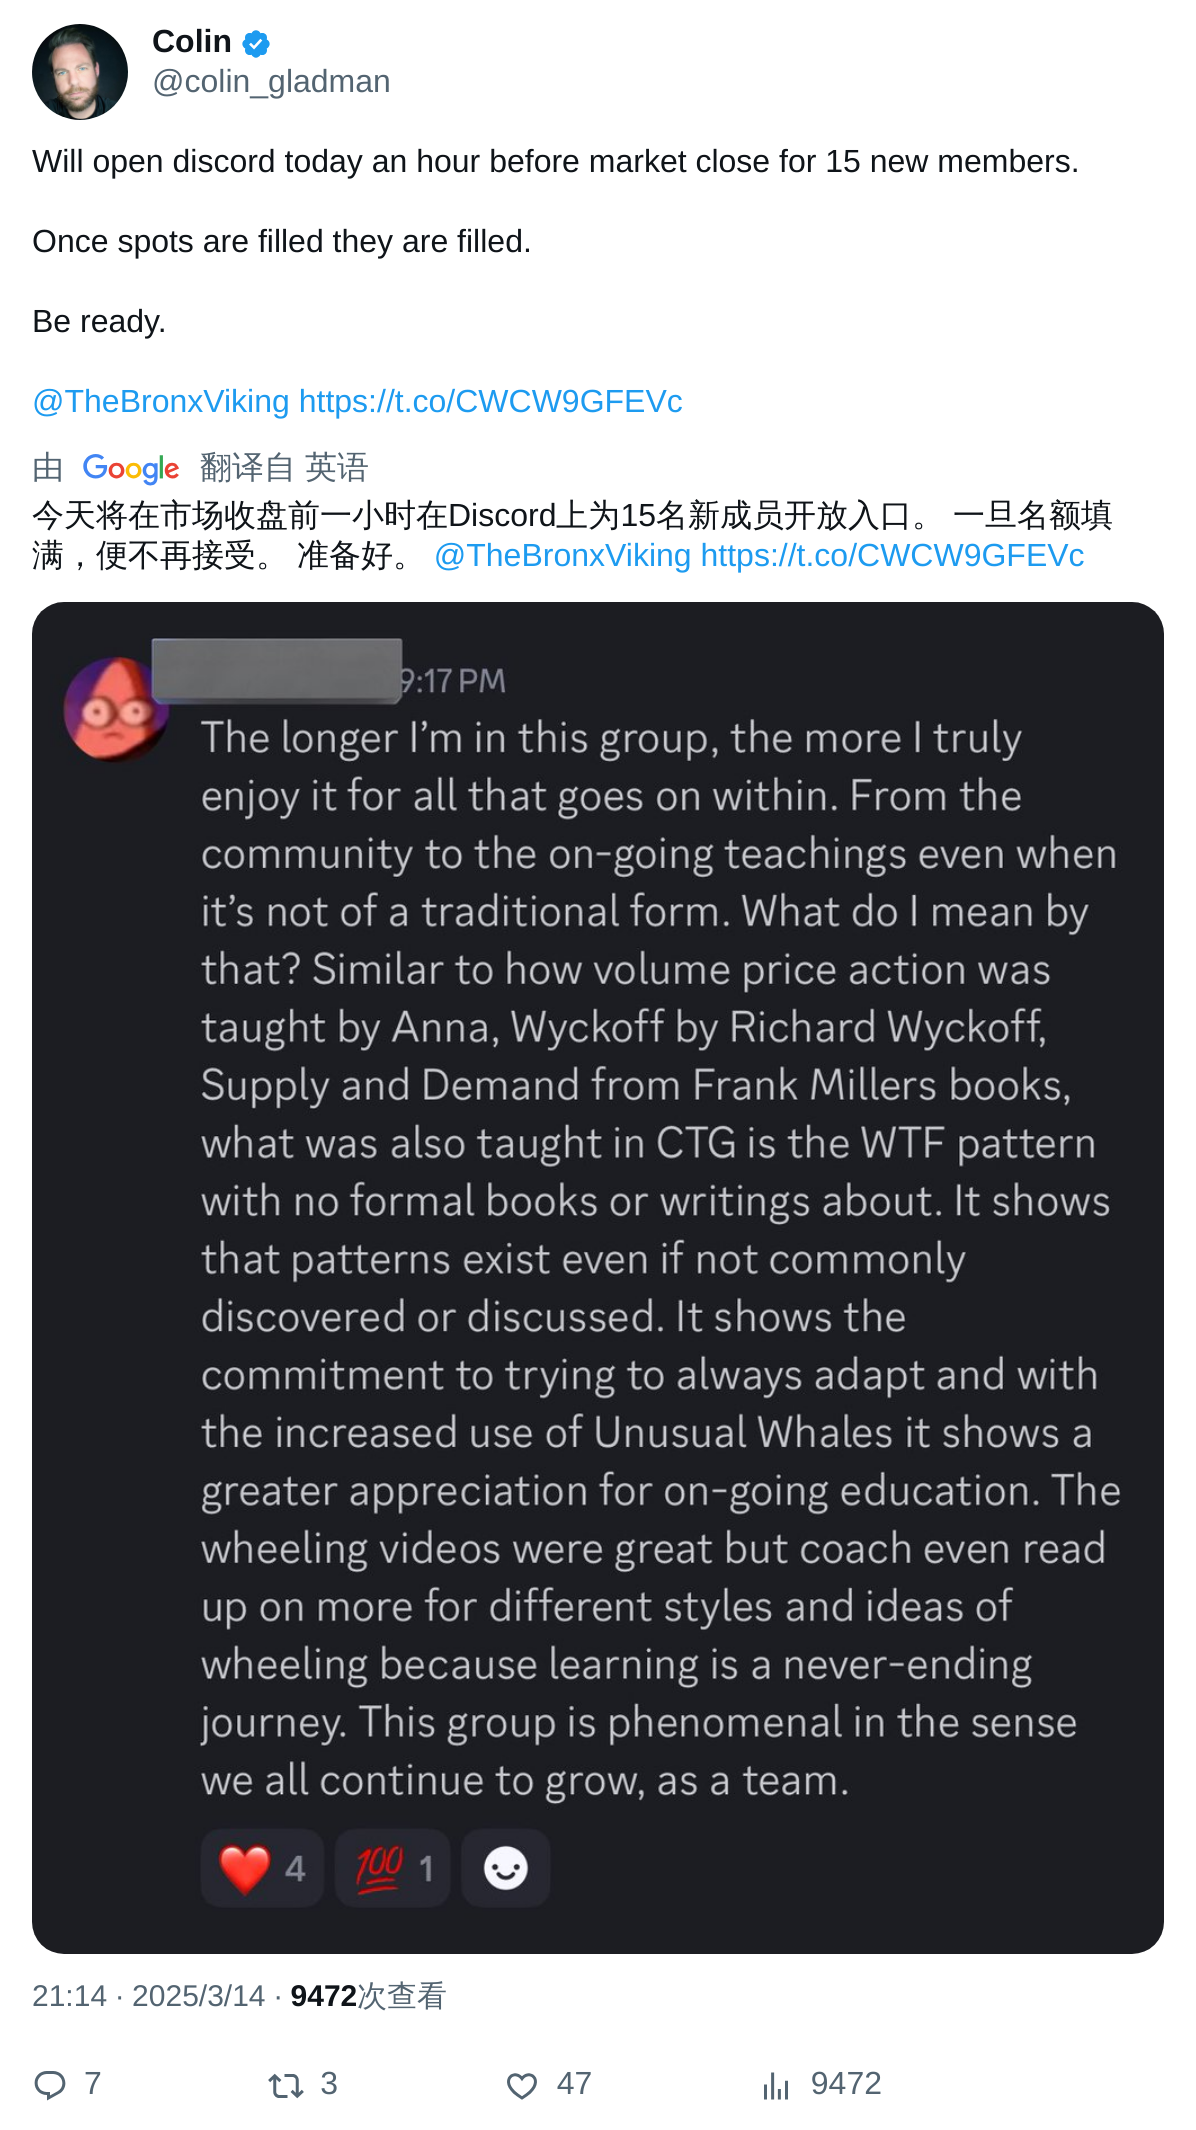 Colin
@colin_gladman
Will open discord today an hour before market close for 15 new members.
Once spots are filled they are filled.
Be ready.
@TheBronxViking https://t.co/CWCW9GFEVc
由 Google 翻译自 英语
今天将在市场收盘前一小时在Discord上为15名新成员开放入口。 一旦名额填
满，便不再接受。 准备好。 @TheBronxViking https://t.co/CWCW9GFEVc
9:17 PM
The longer I’m in this group, the more I truly
enjoy it for all that goes on within. From the
community to the on-going teachings even when
it’s not of a traditional form. What do I mean by
that? Similar to how volume price action was
taught by Anna, Wyckoff by Richard Wyckoff,
Supply and Demand from Frank Millers books,
what was also taught in CTG is the WTF pattern
with no formal books or writings about. It shows
that patterns exist even if not commonly
discovered or discussed. It shows the
commitment to trying to always adapt and with
the increased use of Unusual Whales it shows a
greater appreciation for on-going education. The
wheeling videos were great but coach even read
up on more for different styles and ideas of
wheeling because learning is a never-ending
journey. This group is phenomenal in the sense
we all continue to grow, as a team.
4 100 1
21:14 · 2025/3/14 · 9472次查看
7 3 47 9472